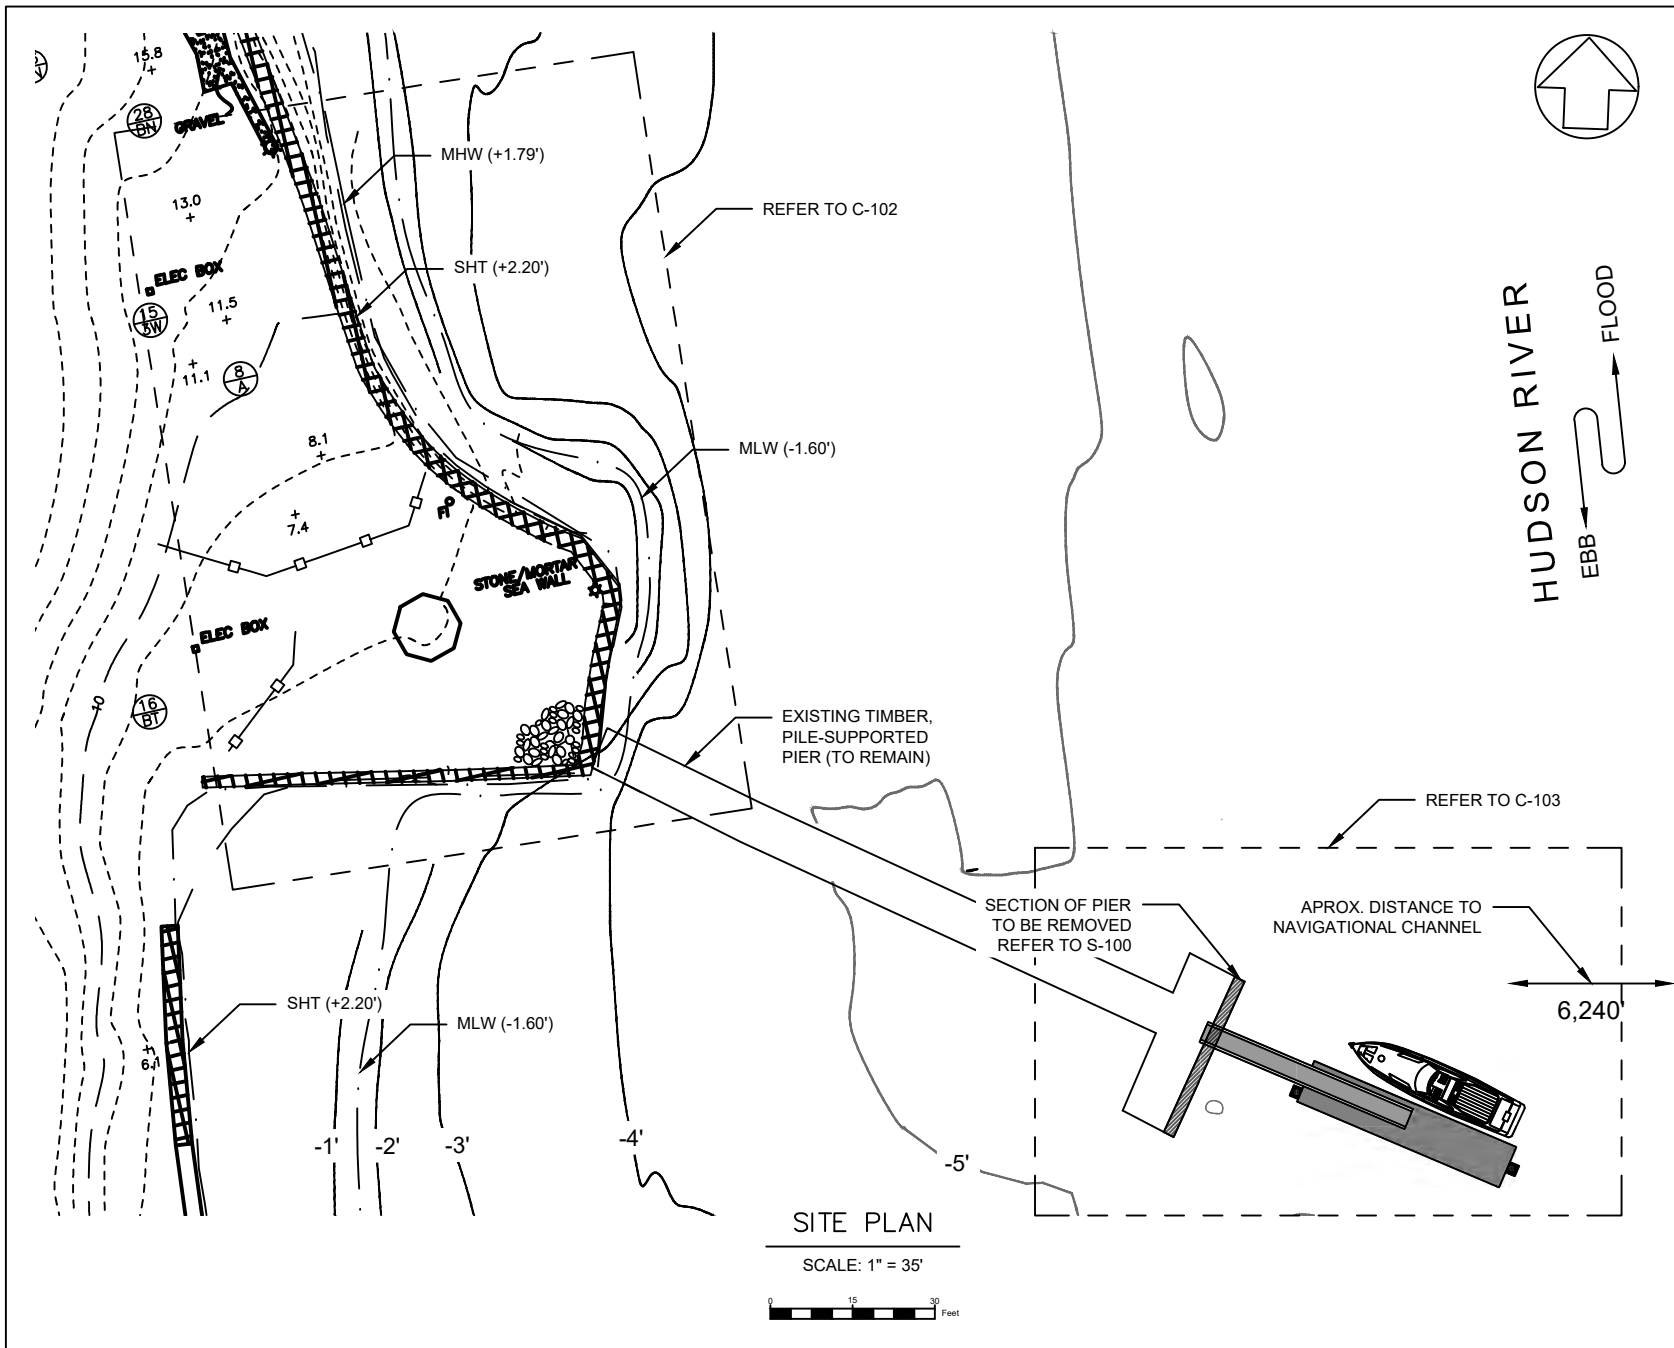 15.8
28
BN
GRAVEL
MHW (+1.79')
13.0
REFER TO C-102
ELEC BOX
SHT (+2.20')
11.5
15
3W
11.1
8
A
8.1
MLW (-1.60')
7.4
STONE/MORTAR
SEA WALL
ELEC BOX
10
16
BT
EXISTING TIMBER,
PILE-SUPPORTED
PIER (TO REMAIN)
HUDSON RIVER
EBB
FLOOD
REFER TO C-103
SECTION OF PIER
TO BE REMOVED
REFER TO S-100
APROX. DISTANCE TO
NAVIGATIONAL CHANNEL
6,240'
SHT (+2.20')
MLW (-1.60')
6.1
-1'
-2'
-3'
-4'
-5'
SITE PLAN
SCALE: 1" = 35'
0 15 30
Feet